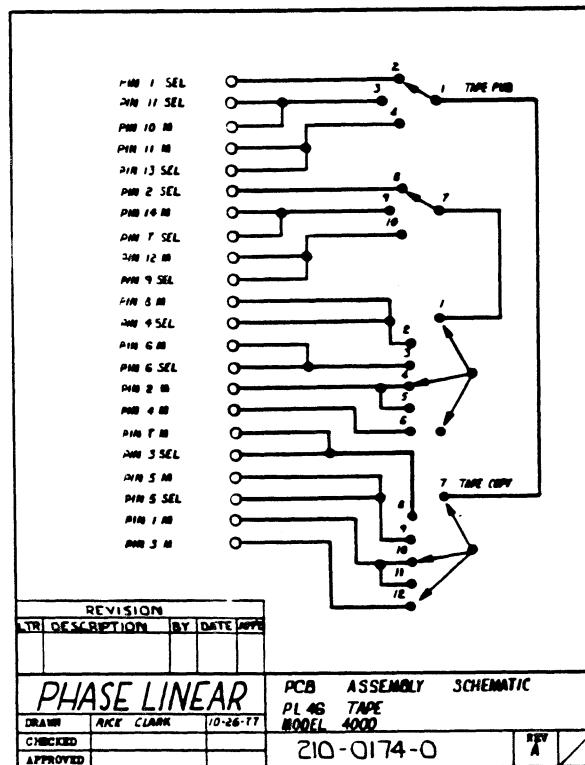 PIN 1 SEL
PIN 11 SEL
PIN 10 M
PIN 11 M
PIN 13 SEL
PIN 2 SEL
PIN 14 M
PIN 7 SEL
PIN 12 M
PIN 9 SEL
PIN 8 M
PIN 4 SEL
PIN 6 M
PIN 6 SEL
PIN 2 M
PIN 4 M
PIN 7 M
PIN 3 SEL
PIN 5 M
PIN 5 SEL
PIN 1 M
PIN 3 M
2
3
1
TAPE
4
8
9
7
10
1
2
3
4
5
6
7
TAPE COPY
8
9
10
11
12
REVISION
LTR DESCRIPTION BY DATE APPD
PHASE LINEAR
DRAWN RICK CLARK 10-26-77
CHECKED
APPROVED
PCB ASSEMBLY SCHEMATIC
PL 46 TAPE
MODEL 4000
210-0174-0
REV
A